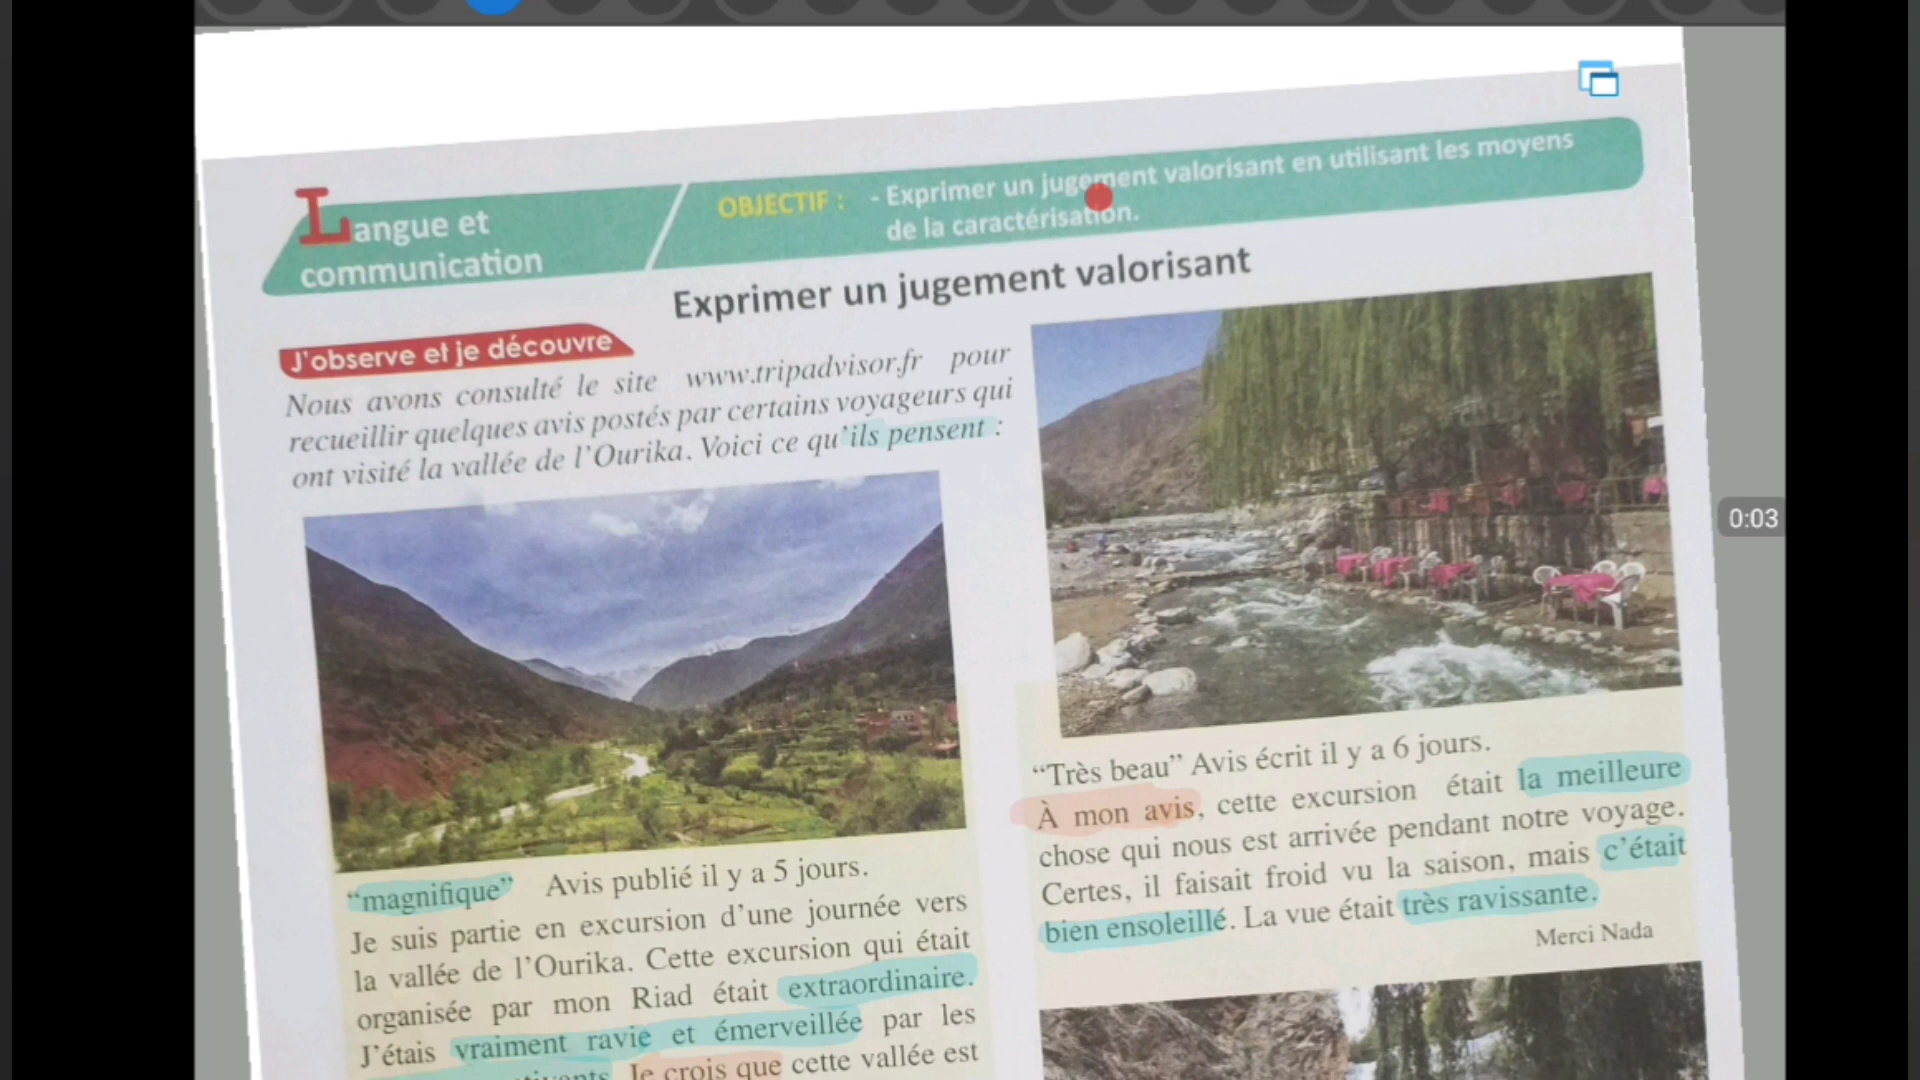 Langue et
communication
OBJECTIF : - Exprimer un jugement valorisant en utilisant les moyens
de la caractérisation.
Exprimer un jugement valorisant
J'observe et je découvre
Nous avons consulté le site www.tripadvisor.fr pour
recueillir quelques avis postés par certains voyageurs qui
ont visité la vallée de l'Ourika. Voici ce qu'ils pensent :
“magnifique” Avis publié il y a 5 jours.
Je suis partie en excursion d'une journée vers
la vallée de l'Ourika. Cette excursion qui était
organisée par mon Riad était extraordinaire.
J'étais vraiment ravie et émerveillée par les
Je crois que cette vallée est
“Très beau” Avis écrit il y a 6 jours.
À mon avis, cette excursion était la meilleure
chose qui nous est arrivée pendant notre voyage.
Certes, il faisait froid vu la saison, mais c'était
bien ensoleillé. La vue était très ravissante.
Merci Nada
0:03